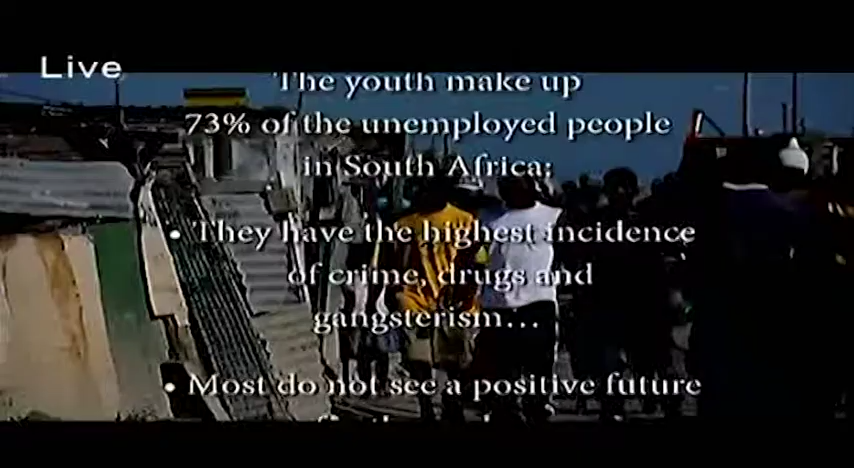 Live
The youth make up
73% of the unemployed people
in South Africa:
• They have the highest incidence
of crime, drugs and
gangsterism...
• Most do not see a positive future